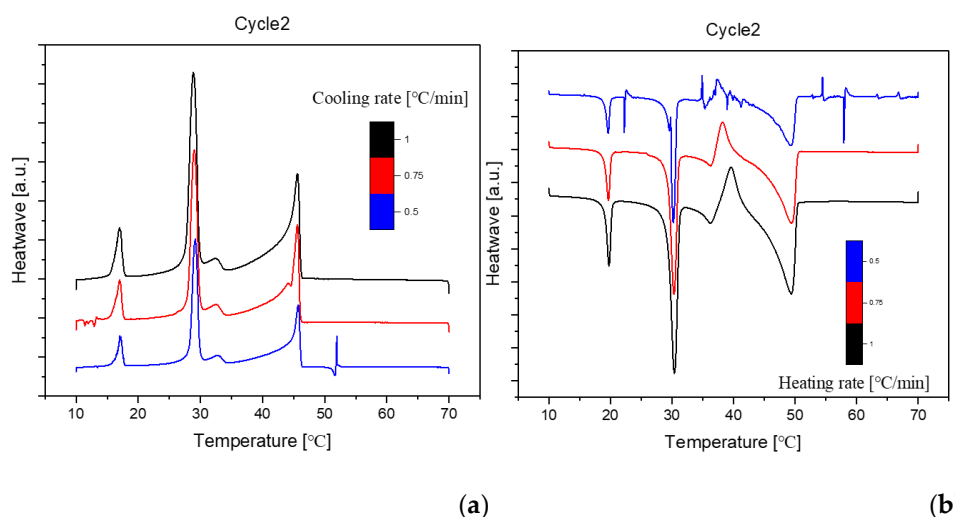 Cycle2
Cooling rate [℃/min]
1
0.75
0.5
Heatwave [a.u.]
10 20 30 40 50 60 70
Temperature [℃]
(a)
Cycle2
0.5
0.75
1
Heating rate [℃/min]
Heatwave [a.u.]
10 20 30 40 50 60 70
Temperature [℃]
(b